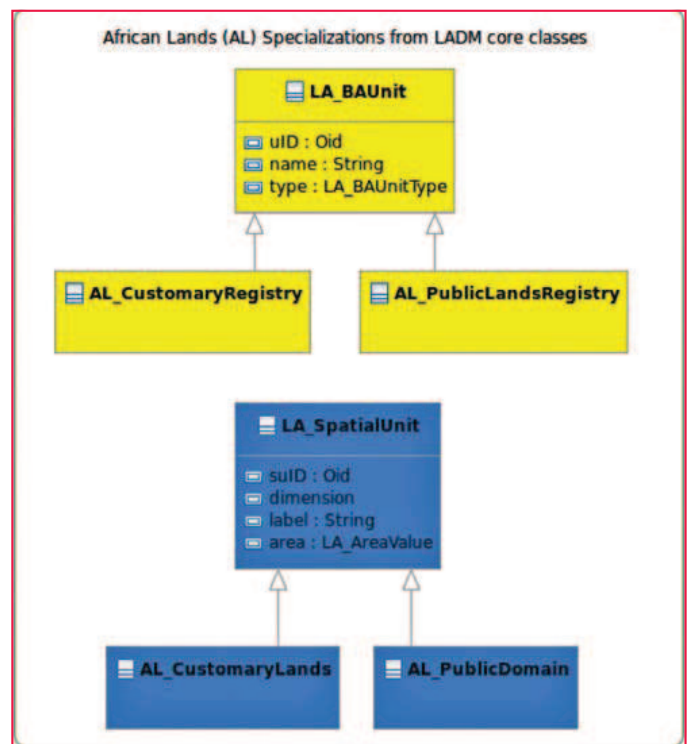 African Lands (AL) Specializations from LADM core classes
LA_BAUnit
uID : Oid
name : String
type : LA_BAUnitType
AL_CustomaryRegistry
AL_PublicLandsRegistry
LA_SpatialUnit
suID : Oid
dimension
label : String
area : LA_AreaValue
AL_CustomaryLands
AL_PublicDomain